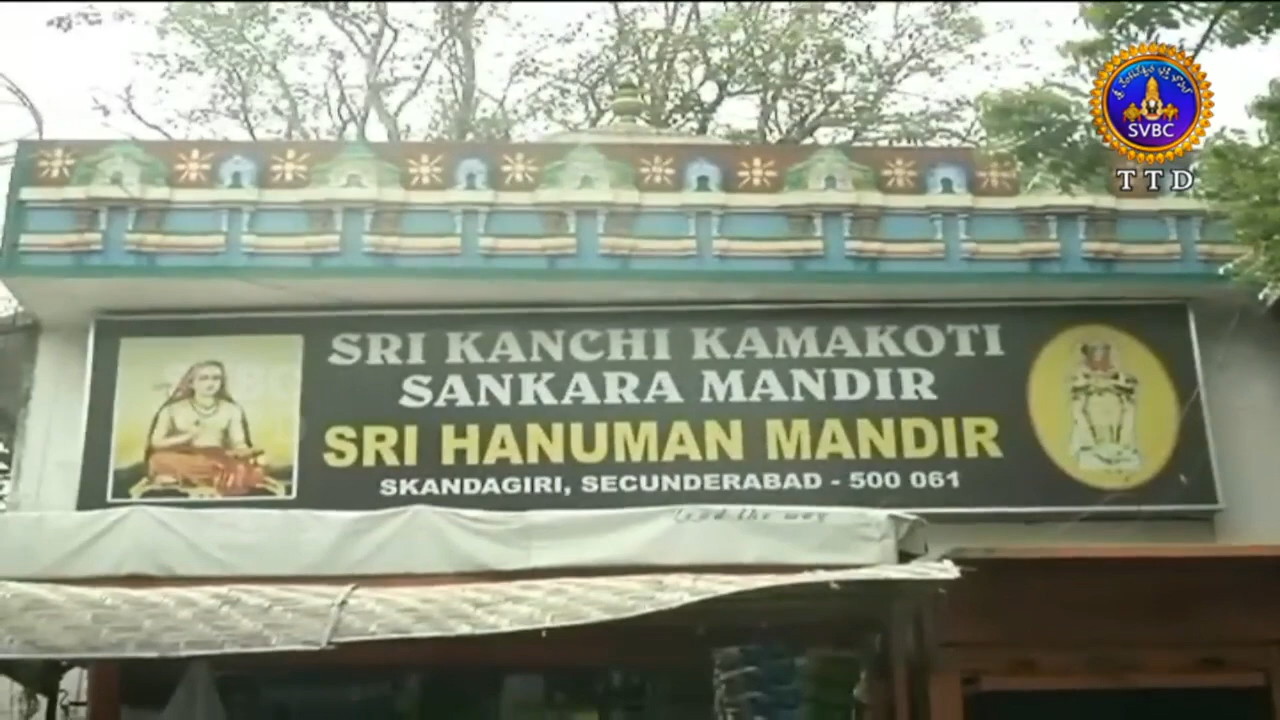 SVBC
TTD
SRI KANCHI KAMAKOTI
SANKARA MANDIR
SRI HANUMAN MANDIR
SKANDAGIRI, SECUNDERABAD - 500 061